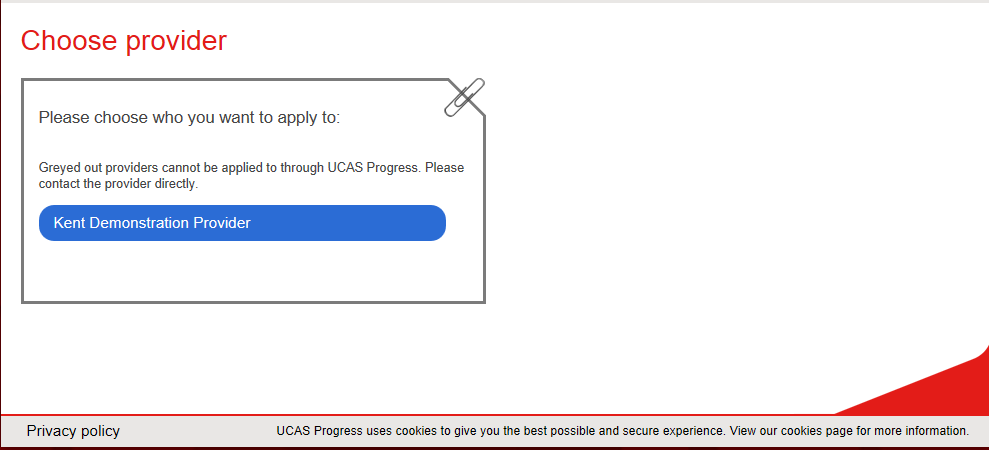 Choose provider
Please choose who you want to apply to:
Greyed out providers cannot be applied to through UCAS Progress. Please
contact the provider directly.
Kent Demonstration Provider
Privacy policy
UCAS Progress uses cookies to give you the best possible and secure experience. View our cookies page for more information.